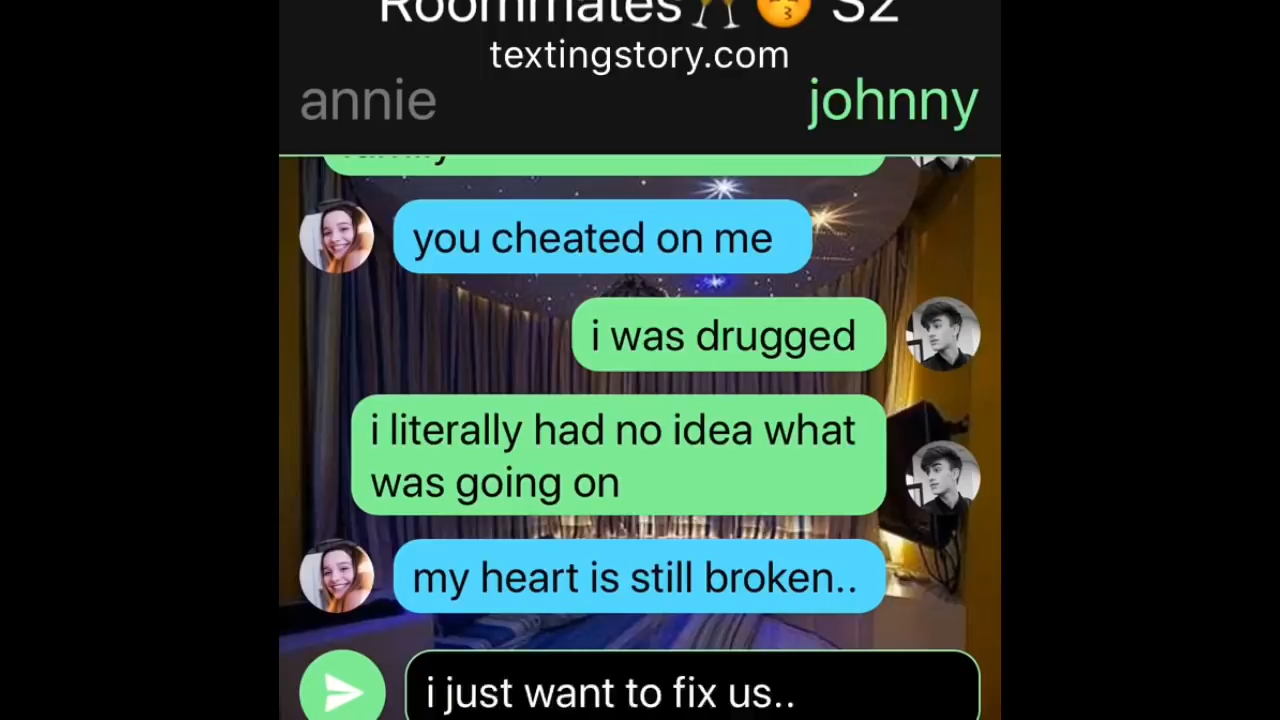 Roommates🥂😚 S2
textingstory.com
annie
johnny
family
you cheated on me
i was drugged
i literally had no idea what
was going on
my heart is still broken..
i just want to fix us..